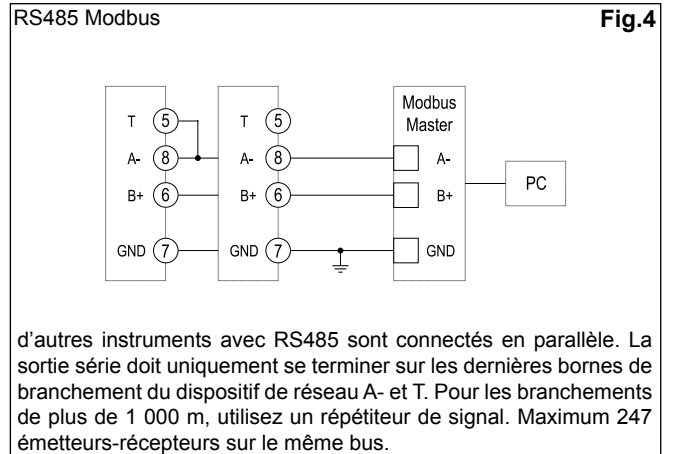 RS485 Modbus Fig.4
Modbus
Master
T 5 T 5
A- 8 A- 8 A-
B+ 6 B+ 6 B+
PC
GND 7 GND 7 GND
d'autres instruments avec RS485 sont connectés en parallèle. La
sortie série doit uniquement se terminer sur les dernières bornes de
branchement du dispositif de réseau A- et T. Pour les branchements
de plus de 1 000 m, utilisez un répétiteur de signal. Maximum 247
émetteurs-récepteurs sur le même bus.